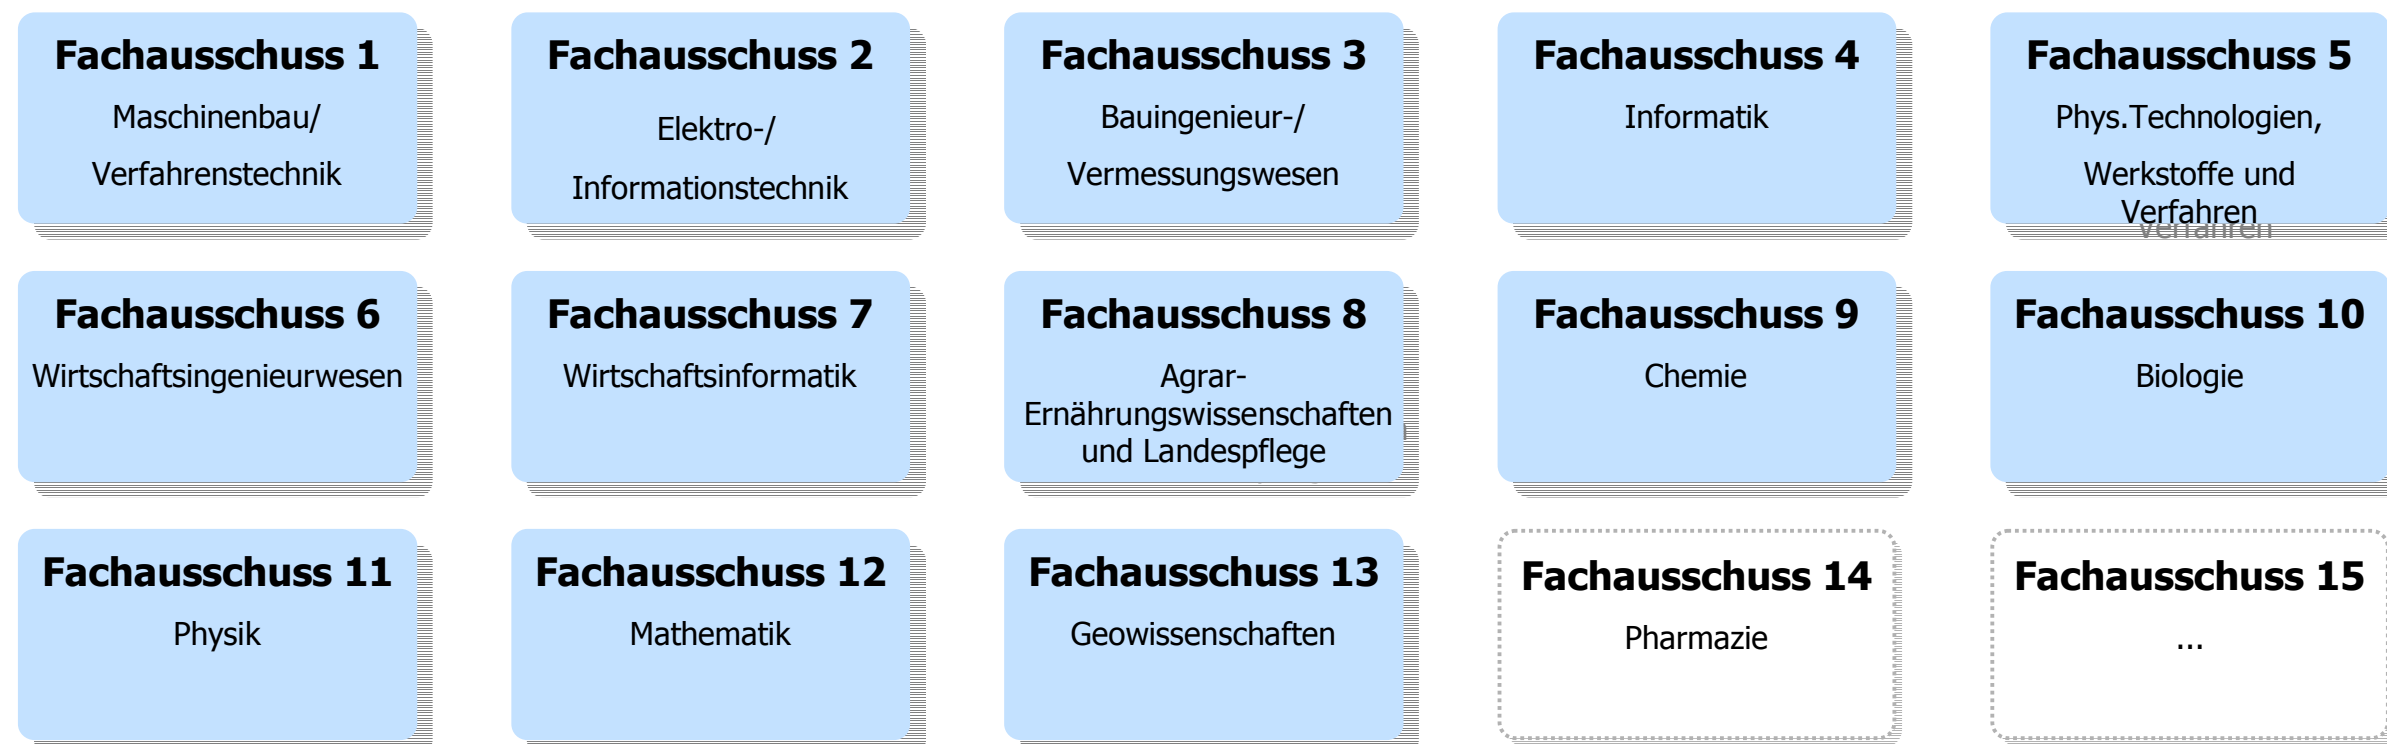 Fachausschuss 1
Maschinenbau/
Verfahrenstechnik
Fachausschuss 2
Elektro-/
Informationstechnik
Fachausschuss 3
Bauingenieur-/
Vermessungswesen
Fachausschuss 4
Informatik
Fachausschuss 5
Phys.Technologien,
Werkstoffe und
Verfahren
Fachausschuss 6
Wirtschaftsingenieurwesen
Fachausschuss 7
Wirtschaftsinformatik
Fachausschuss 8
Agrar-
Ernährungswissenschaften
und Landespflege
Fachausschuss 9
Chemie
Fachausschuss 10
Biologie
Fachausschuss 11
Physik
Fachausschuss 12
Mathematik
Fachausschuss 13
Geowissenschaften
Fachausschuss 14
Pharmazie
Fachausschuss 15
...